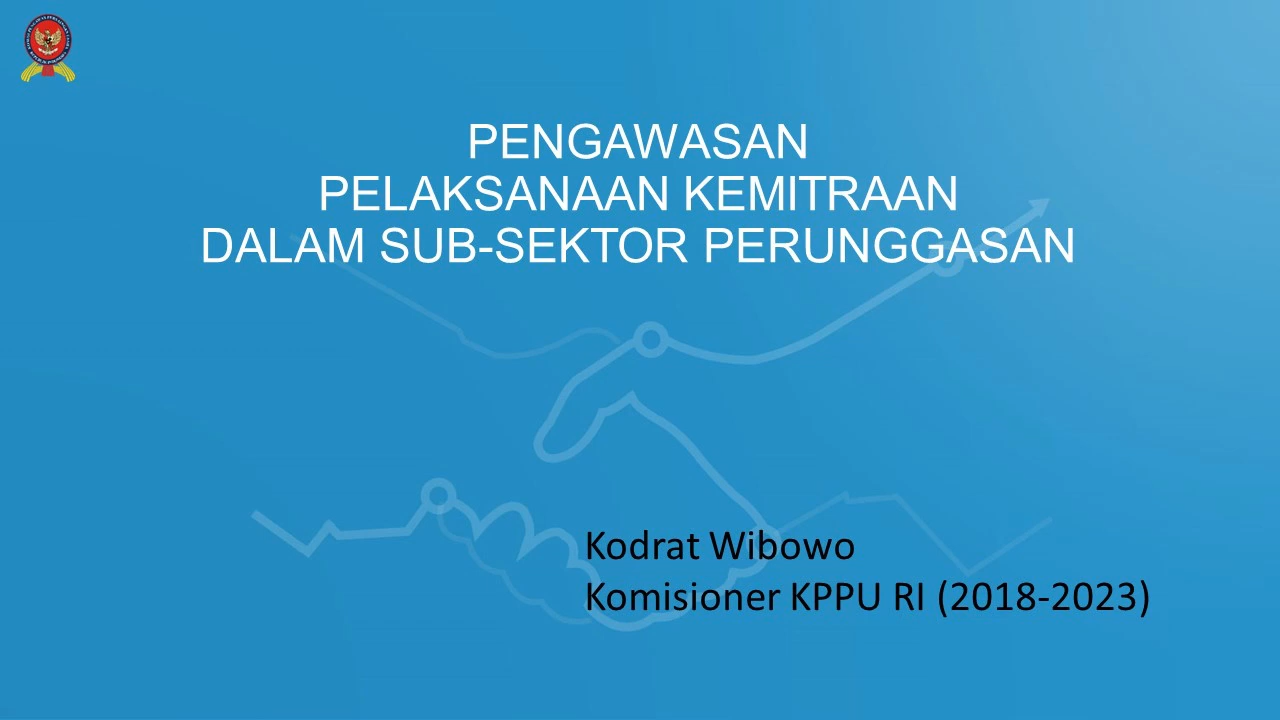 PENGAWASAN
PELAKSANAAN KEMITRAAN
DALAM SUB-SEKTOR PERUNGGASAN
Kodrat Wibowo
Komisioner KPPU RI (2018-2023)